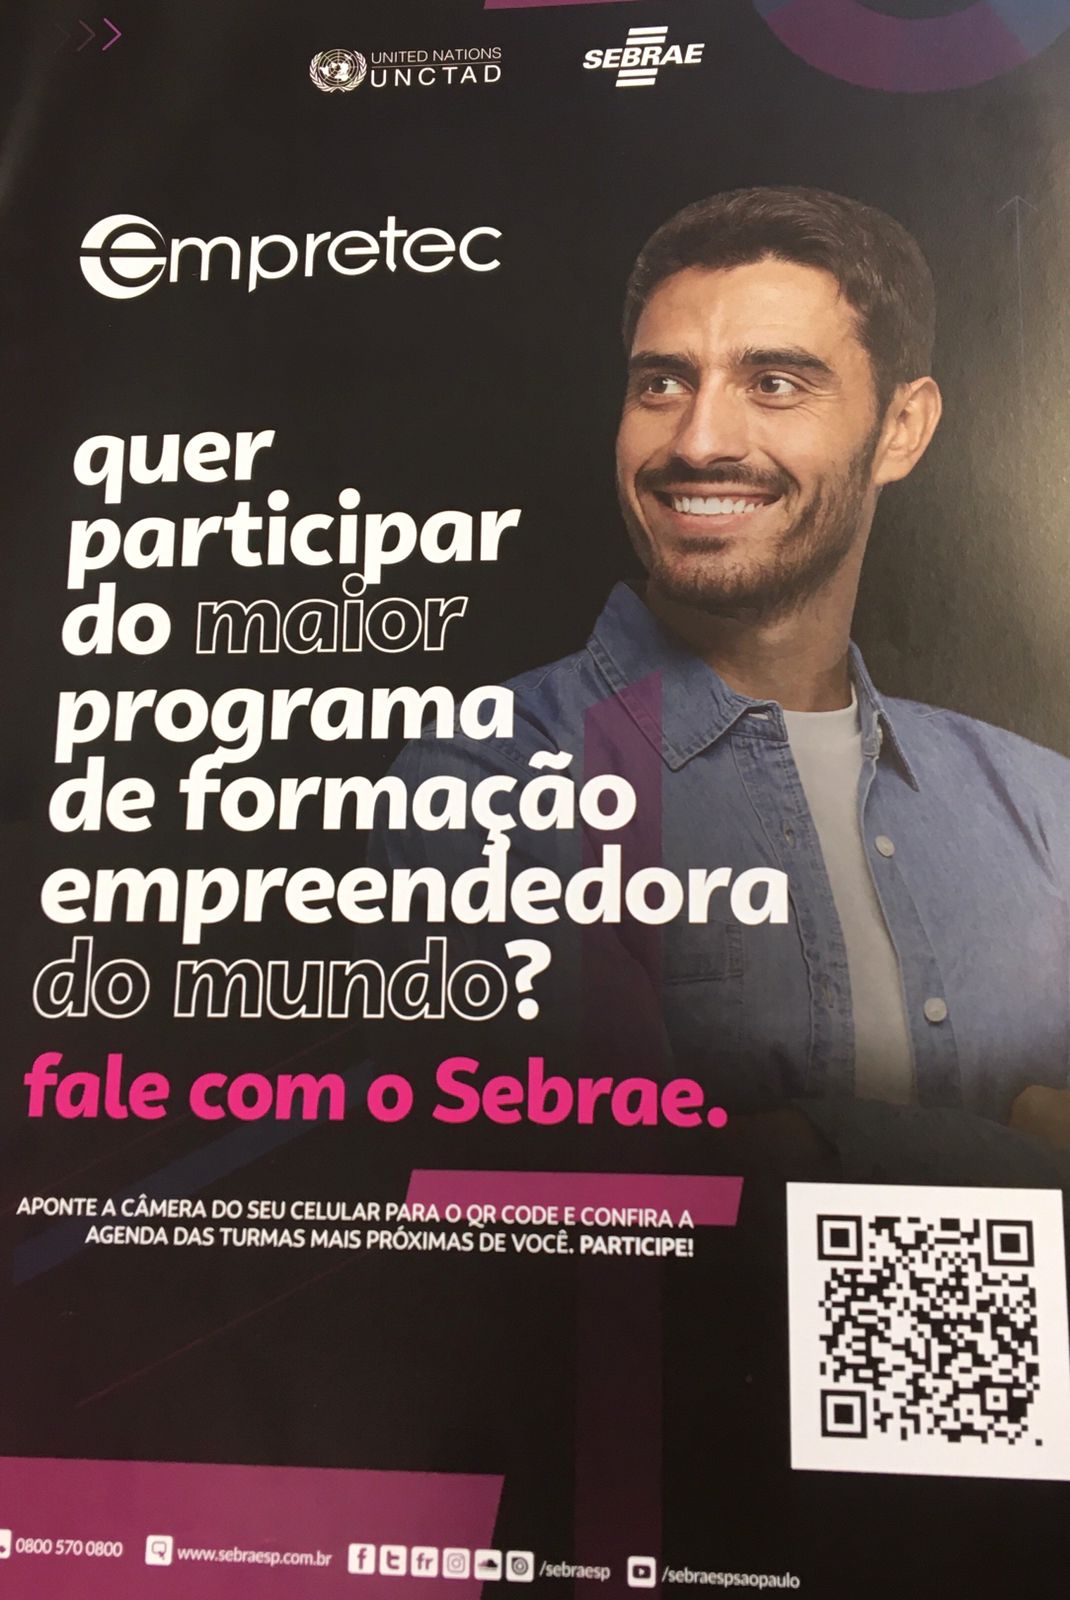 UNITED NATIONS
UNCTAD
SEBRAE
empretec
quer
participar
do maior
programa
de formação
empreendedora
do mundo?
fale com o Sebrae.
APONTE A CÂMERA DO SEU CELULAR PARA O QR CODE E CONFIRA A
AGENDA DAS TURMAS MAIS PRÓXIMAS DE VOCÊ. PARTICIPE!
0800 570 0800 www.sebraesp.com.br /sebraesp /sebraespsaopaulo